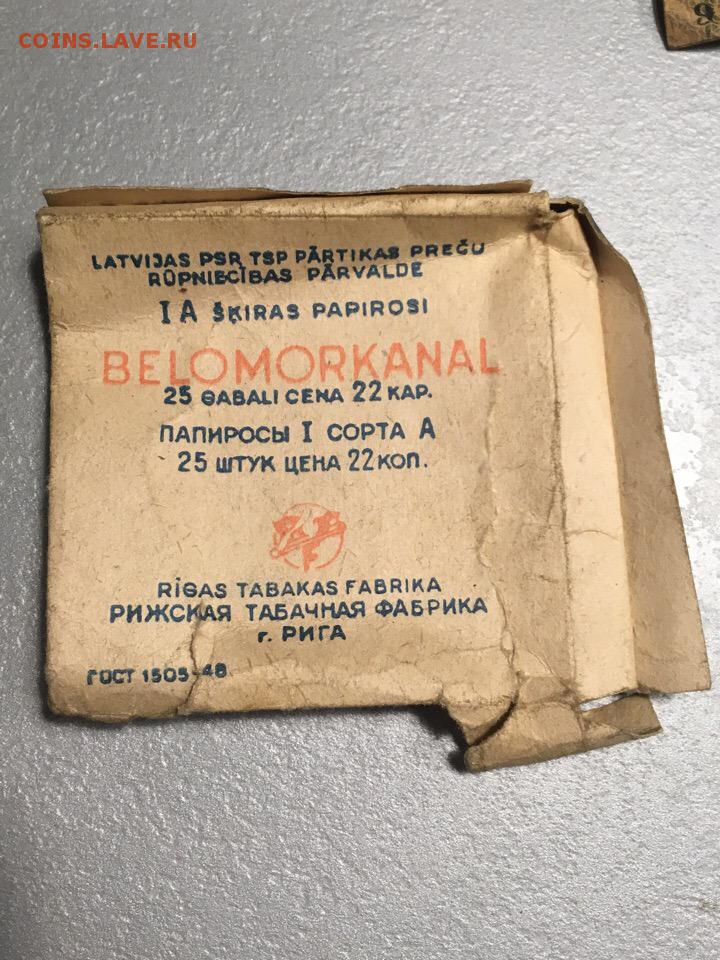 COINS.LAVE.RU
9
LATVIJAS PSR TSP PĀRTIKAS PREČU
RŪPNIECĪBAS PĀRVALDE
I A ŠĶIRAS PAPIROSI
BELOMORKANAL
25 GABALI CENA 22 KAP.
ПАПИРОСЫ I СОРТА А
25 ШТУК ЦЕНА 22 КОП.
RĪGAS TABAKAS FABRIKA
РИЖСКАЯ ТАБАЧНАЯ ФАБРИКА
г. РИГА
ГОСТ 1505-48